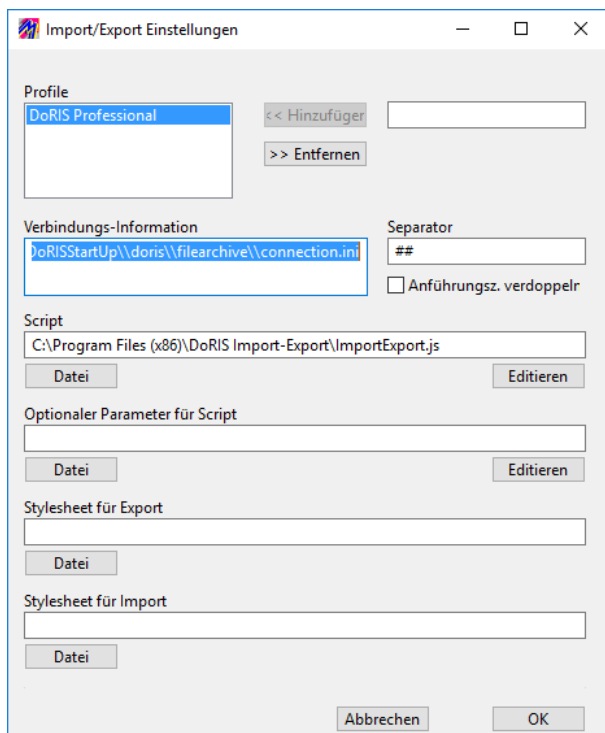 Import/Export Einstellungen
Profile
DoRIS Professional
<< Hinzufüger
>> Entfernen
Verbindungs-Information
Separator
DoRISStartUp\\doris\\filearchive\\connection.ini
##
Anführungsz. verdoppeln
Script
C:\Program Files (x86)\DoRIS Import-Export\ImportExport.js
Datei
Editieren
Optionaler Parameter für Script
Datei
Editieren
Stylesheet für Export
Datei
Stylesheet für Import
Datei
Abbrechen
OK